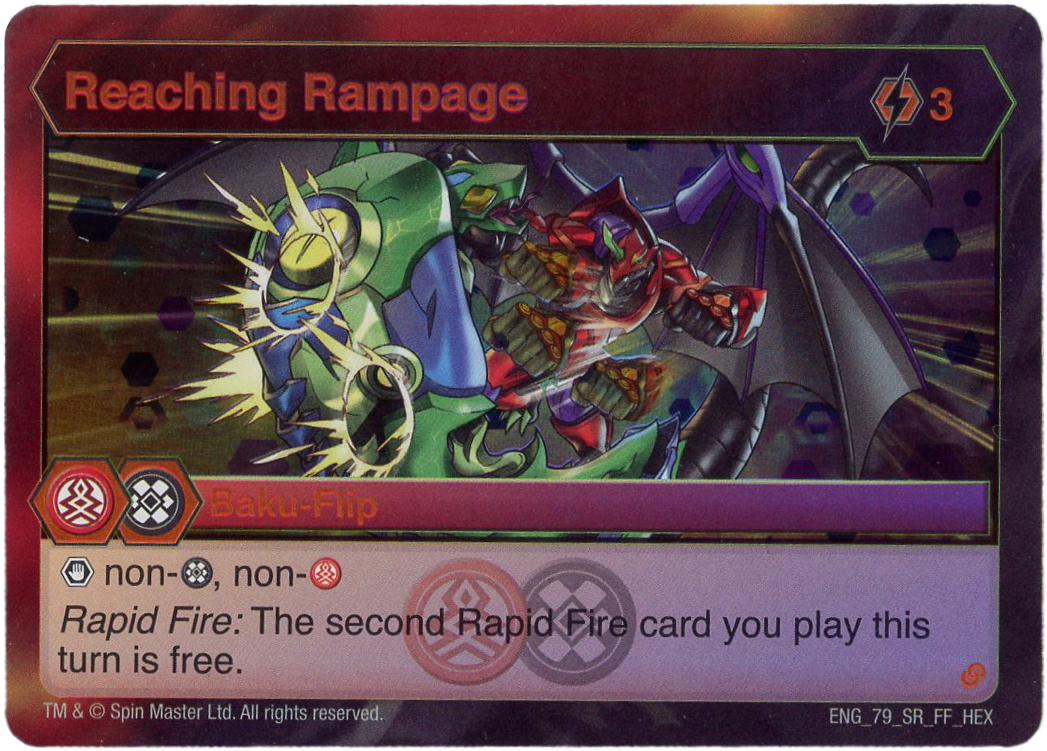 Reaching Rampage
3
Baku-Flip
non-, non-
Rapid Fire: The second Rapid Fire card you play this
turn is free.
TM & © Spin Master Ltd. All rights reserved.
ENG_79_SR_FF_HEX